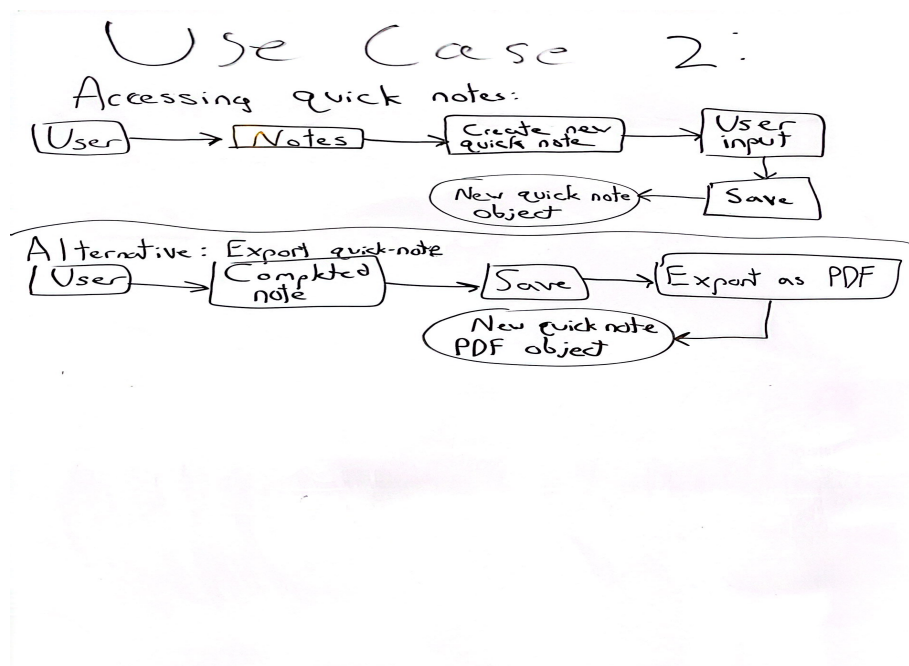 Use Case 2:
Accessing quick notes:
User
Notes
Create new
quick note
User
input
Save
New quick note
object
Alternative: Export quick-note
User
Completed
note
Save
Export as PDF
New quick note
PDF object